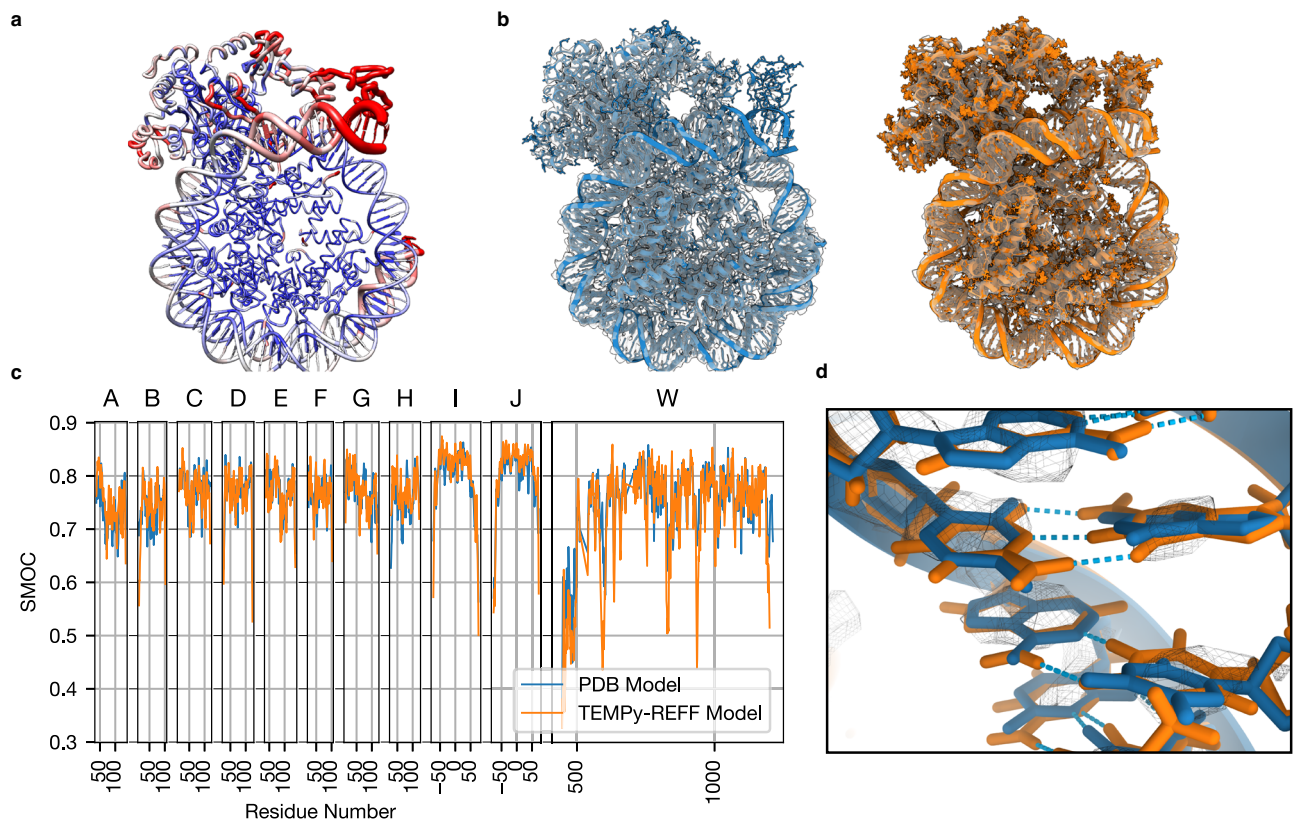 a
b
c
A B C D E F G H I J W
0.9
0.8
0.7
0.6
0.5
0.4
0.3
SMOC
PDB Model
TEMPy-REFF Model
50 100 50 100 50 100 50 100 50 100 50 100 50 100 50 100 −50 0 50 −50 0 50 500 1000
Residue Number
d